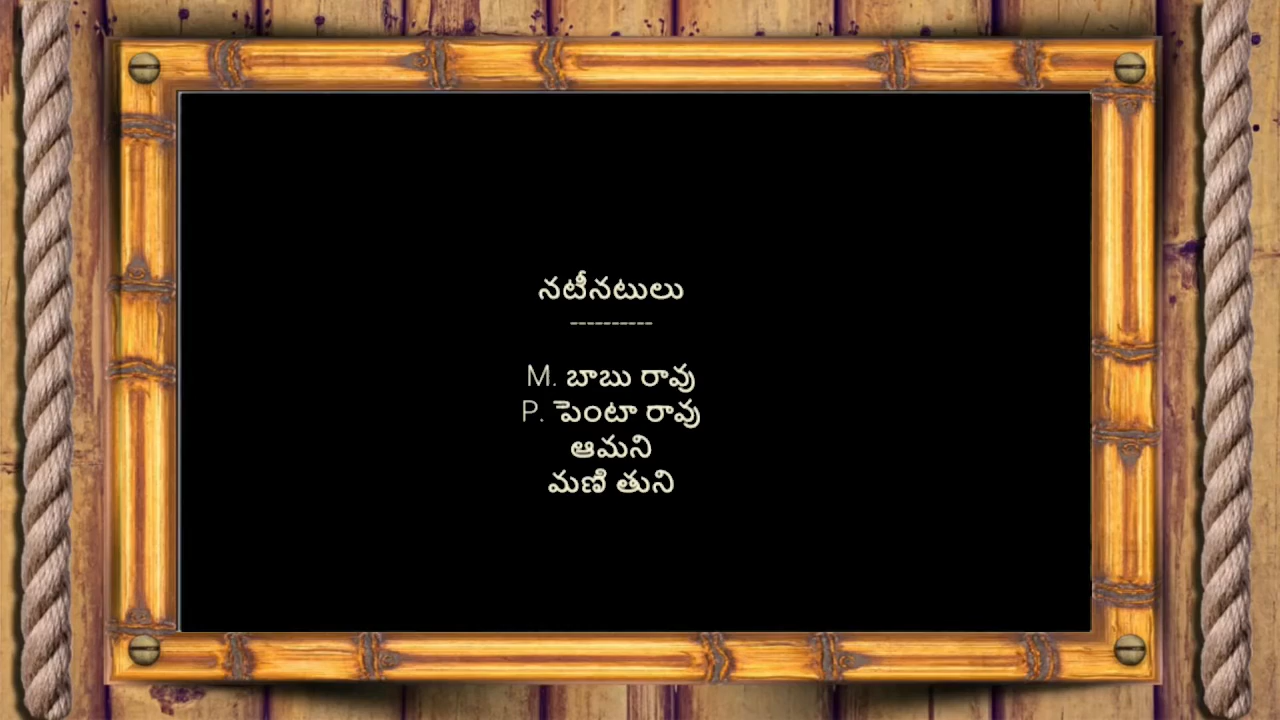 నటీనటులు
----------
M. బాబు రావు
P. పెంటా రావు
ఆమని
మణి తుని